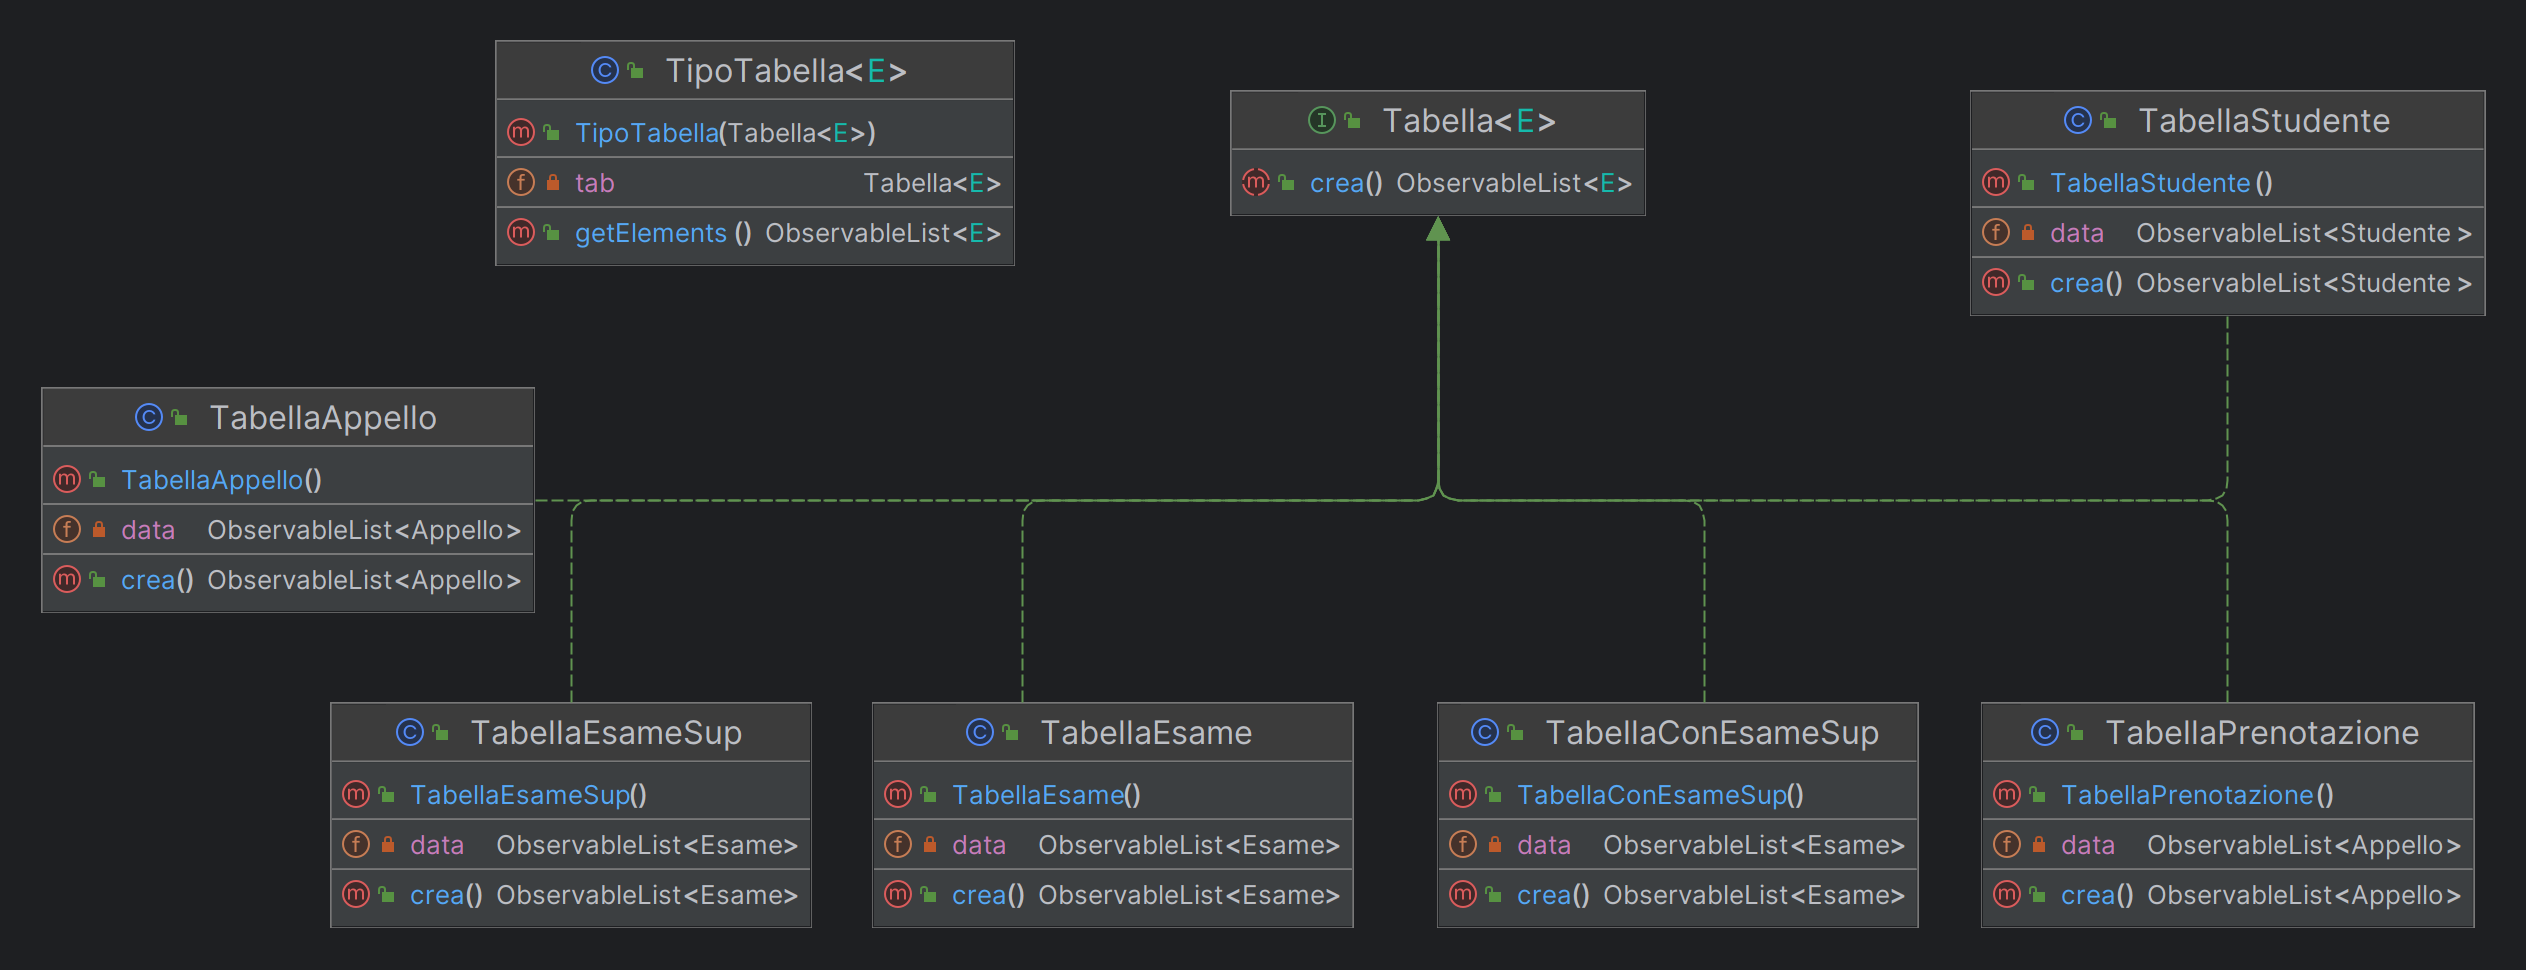 TipoTabella<E>
TipoTabella(Tabella<E>)
tab Tabella<E>
getElements() ObservableList<E>
Tabella<E>
crea() ObservableList<E>
TabellaStudente
TabellaStudente()
data ObservableList<Studente>
crea() ObservableList<Studente>
TabellaAppello
TabellaAppello()
data ObservableList<Appello>
crea() ObservableList<Appello>
TabellaEsameSup
TabellaEsameSup()
data ObservableList<Esame>
crea() ObservableList<Esame>
TabellaEsame
TabellaEsame()
data ObservableList<Esame>
crea() ObservableList<Esame>
TabellaConEsameSup
TabellaConEsameSup()
data ObservableList<Esame>
crea() ObservableList<Esame>
TabellaPrenotazione
TabellaPrenotazione()
data ObservableList<Appello>
crea() ObservableList<Appello>